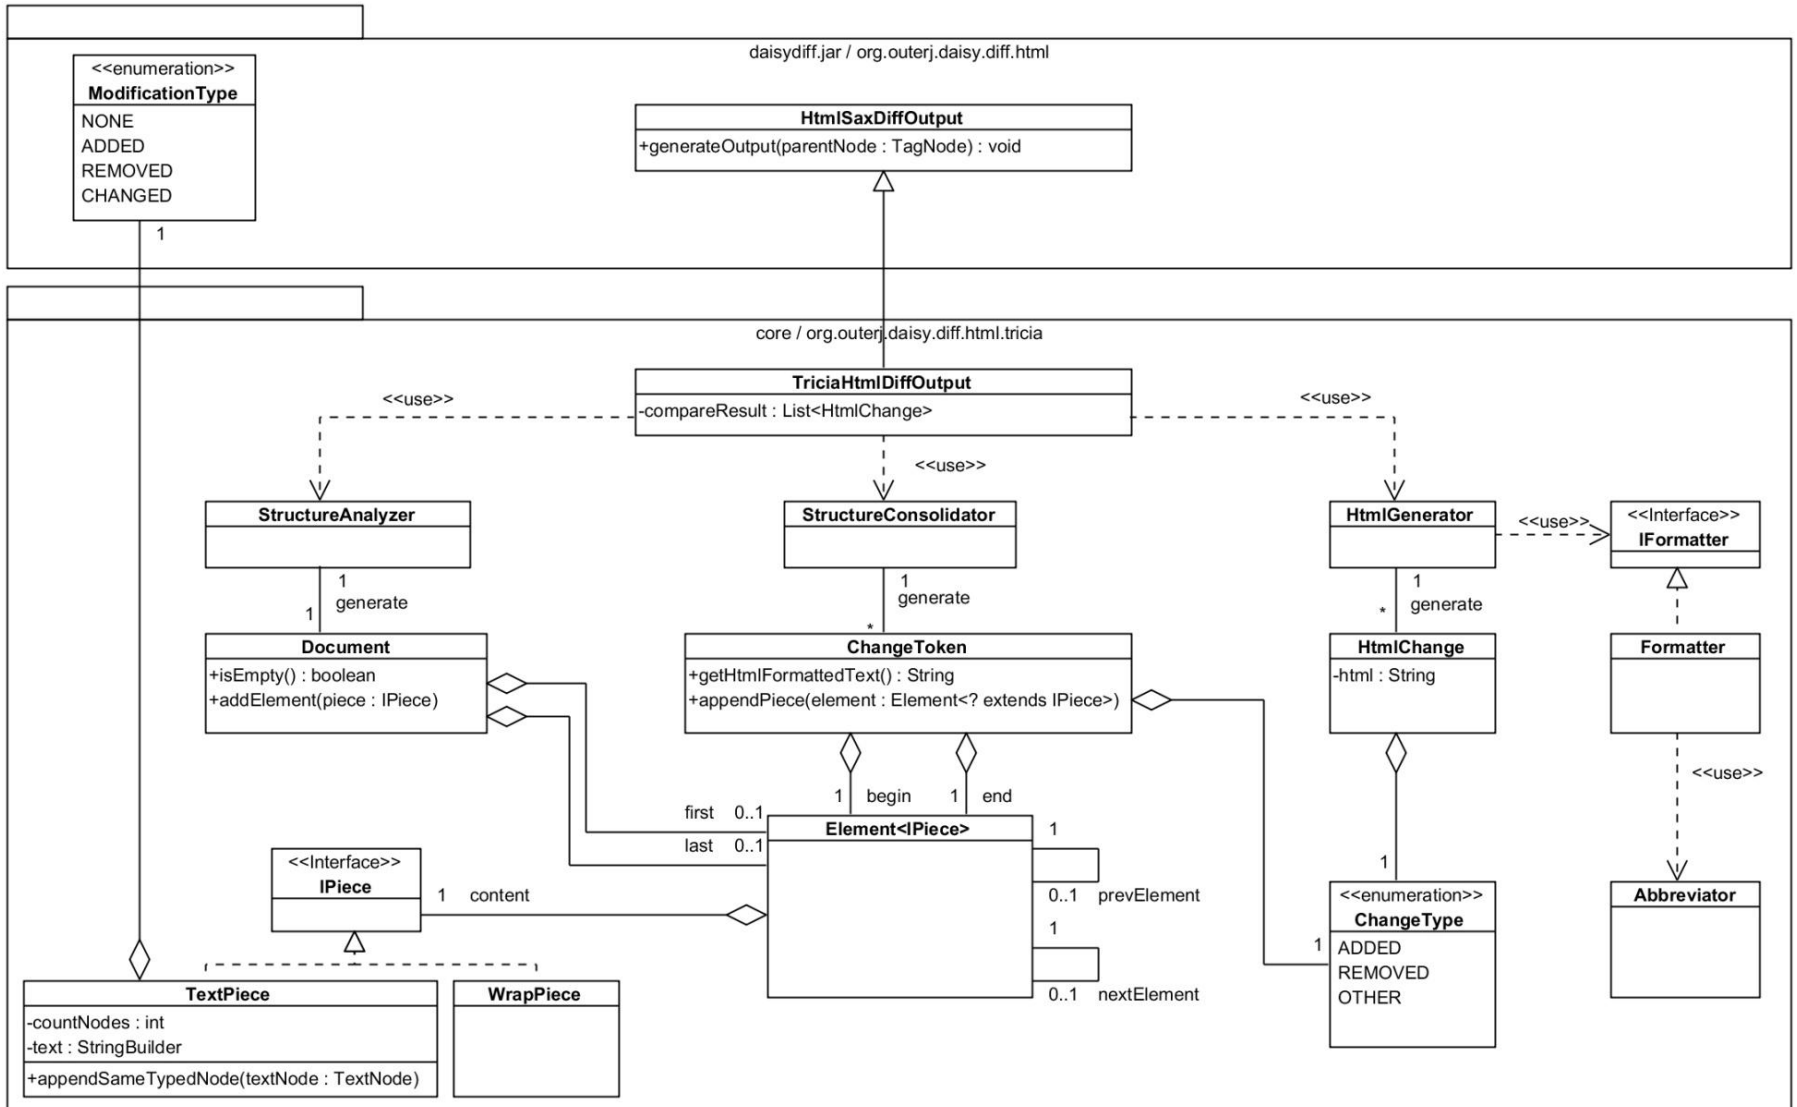 daisydiff.jar / org.outerj.daisy.diff.html
<<enumeration>>
ModificationType
NONE
ADDED
REMOVED
CHANGED
1
HtmlSaxDiffOutput
+generateOutput(parentNode : TagNode) : void
core / org.outerj.daisy.diff.html.tricia
TriciaHtmlDiffOutput
-compareResult : List<HtmlChange>
<<use>>
<<use>>
<<use>>
StructureAnalyzer
1
generate
1
StructureConsolidator
1
generate
*
HtmlGenerator
<<use>>
1
generate
*
<<Interface>>
IFormatter
Document
+isEmpty() : boolean
+addElement(piece : IPiece)
ChangeToken
+getHtmlFormattedText() : String
+appendPiece(element : Element<? extends IPiece>)
HtmlChange
-html : String
Formatter
<<use>>
1 begin
1 end
first 0..1
last 0..1
Element<IPiece>
1
0..1 prevElement
1
0..1 nextElement
<<Interface>>
IPiece
1 content
1
1
<<enumeration>>
ChangeType
ADDED
REMOVED
OTHER
Abbreviator
TextPiece
-countNodes : int
-text : StringBuilder
+appendSameTypedNode(textNode : TextNode)
WrapPiece